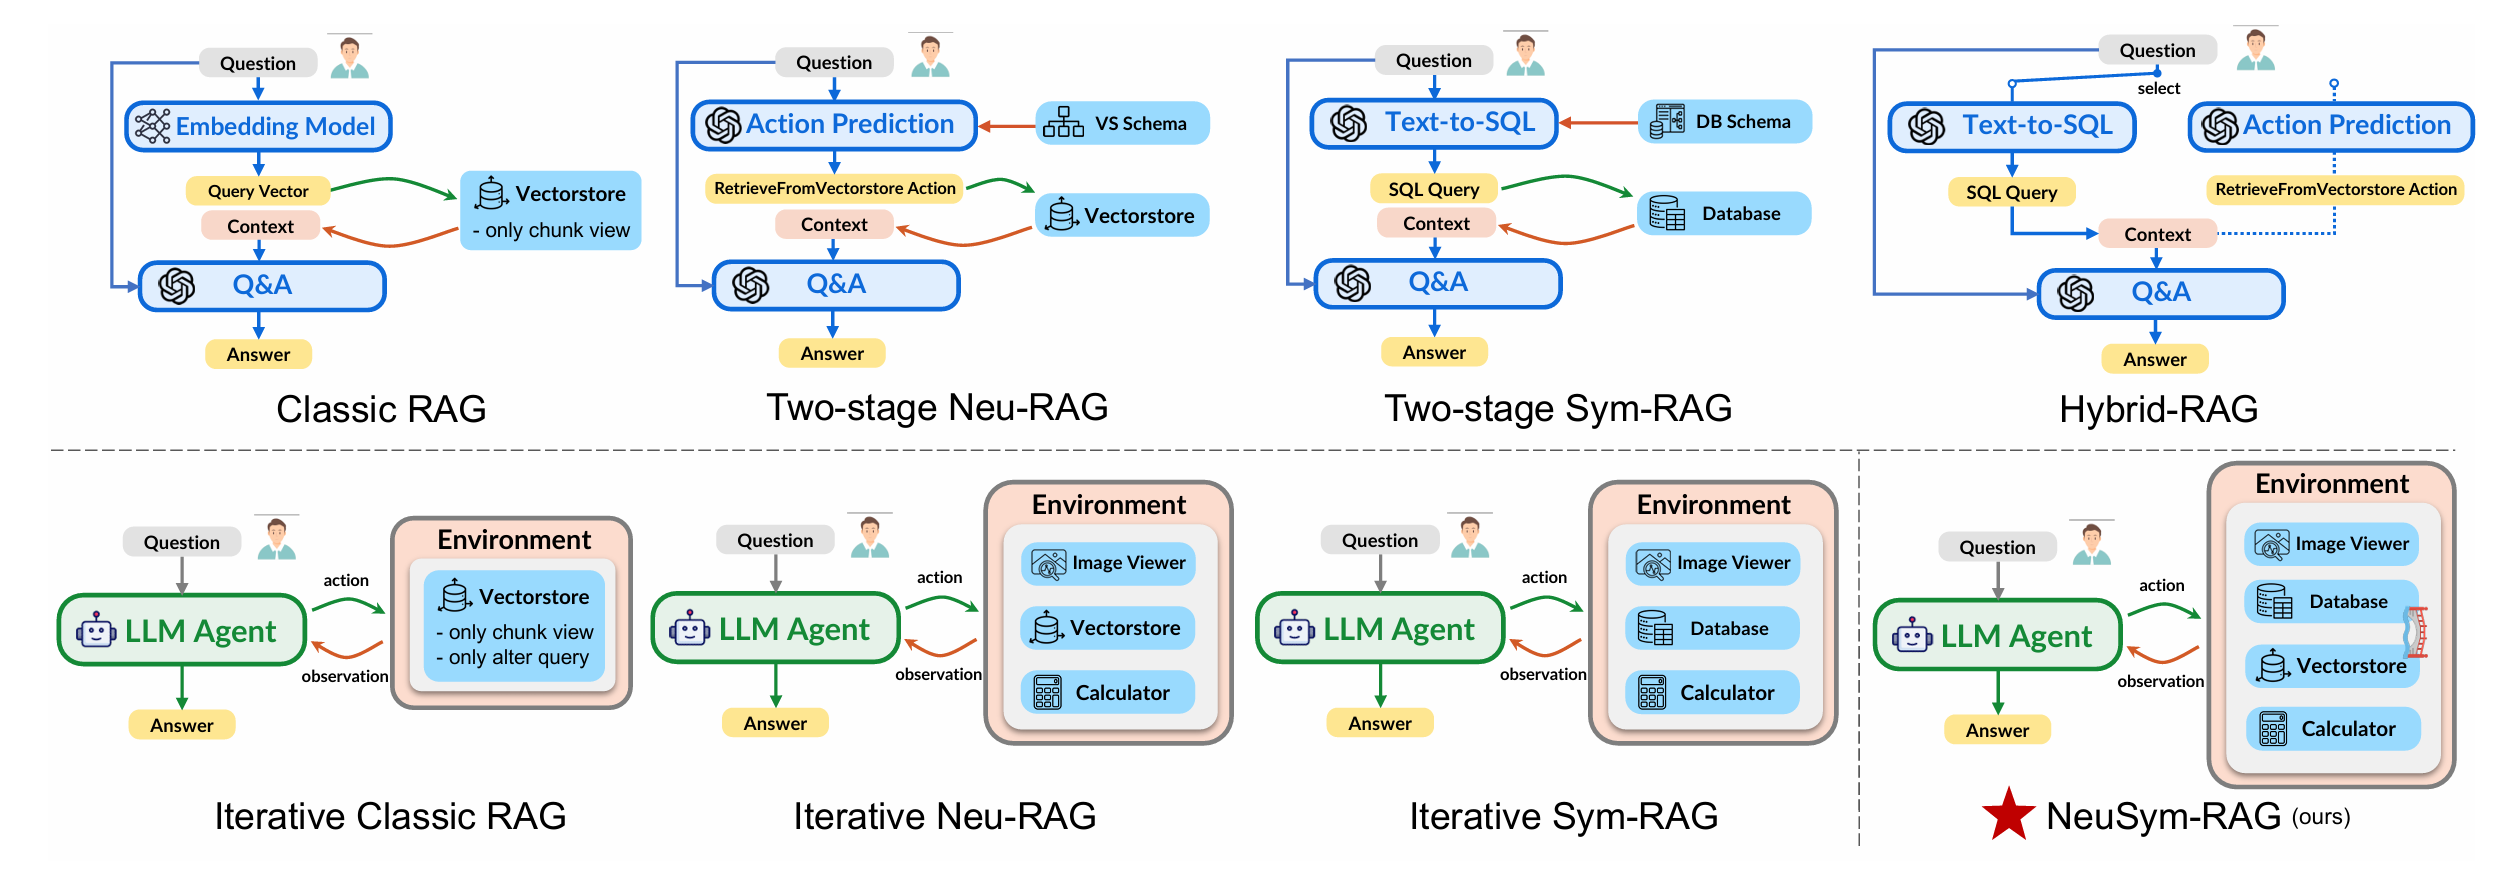 Question
Embedding Model
Query Vector
Vectorstore
- only chunk view
Context
Q&A
Answer
Classic RAG
Question
Action Prediction
VS Schema
RetrieveFromVectorstore Action
Vectorstore
Context
Q&A
Answer
Two-stage Neu-RAG
Question
Text-to-SQL
DB Schema
SQL Query
Database
Context
Q&A
Answer
Two-stage Sym-RAG
Question
select
Text-to-SQL
Action Prediction
SQL Query
RetrieveFromVectorstore Action
Context
Q&A
Answer
Hybrid-RAG
Question
LLM Agent
action
observation
Answer
Environment
Vectorstore
- only chunk view
- only alter query
Iterative Classic RAG
Question
LLM Agent
action
observation
Answer
Environment
Image Viewer
Vectorstore
Calculator
Iterative Neu-RAG
Question
LLM Agent
action
observation
Answer
Environment
Image Viewer
Database
Calculator
Iterative Sym-RAG
Question
LLM Agent
action
observation
Answer
Environment
Image Viewer
Database
Vectorstore
Calculator
NeuSym-RAG (ours)